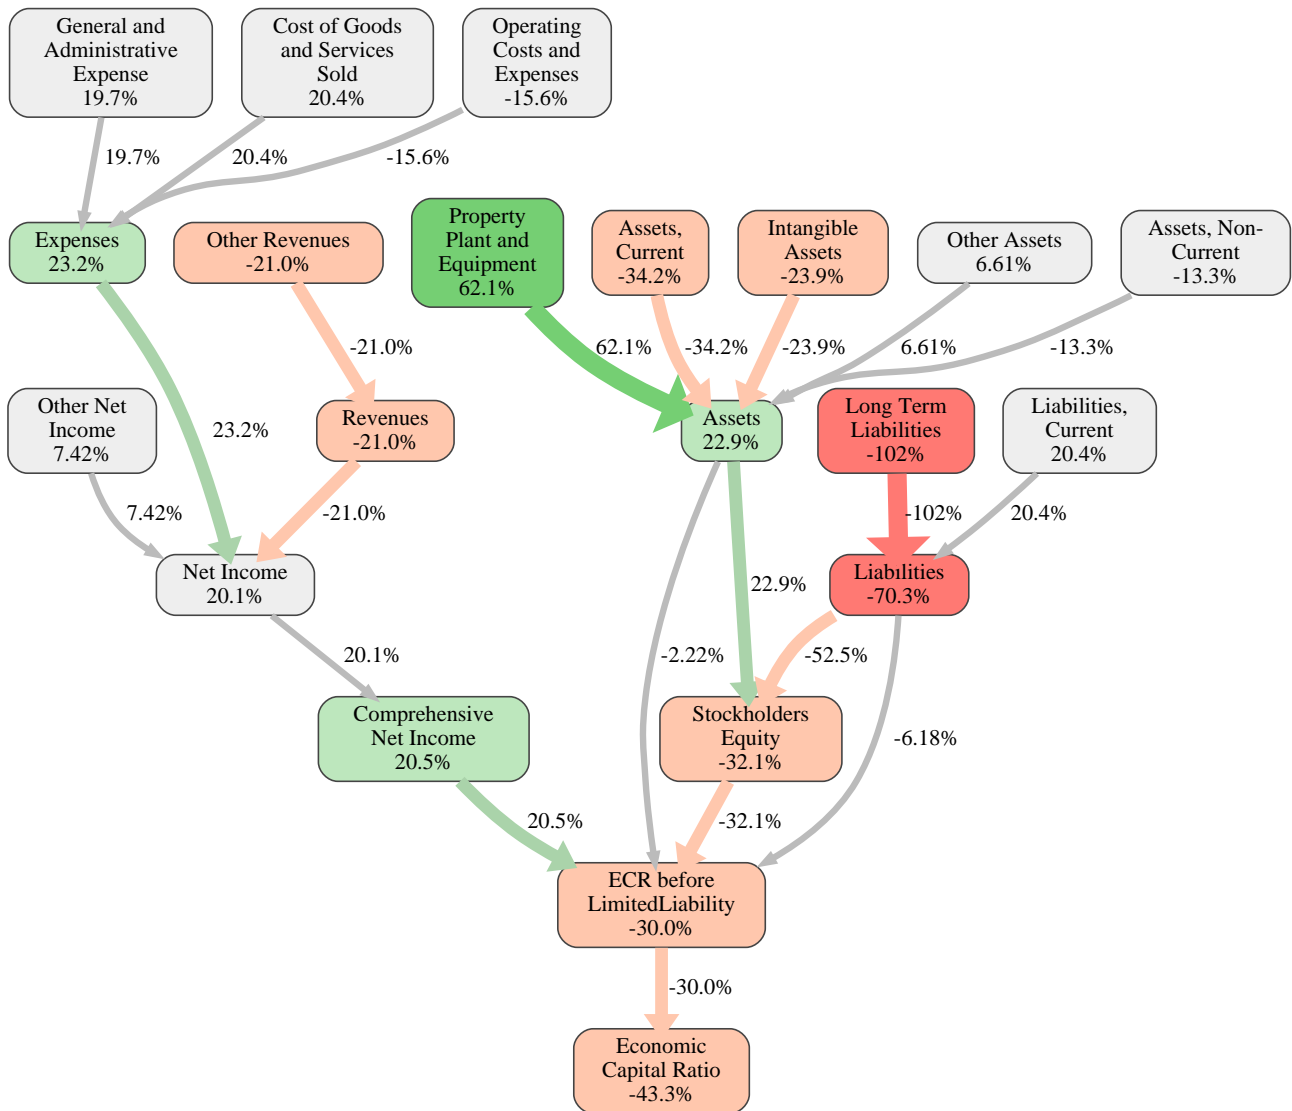 General and
Administrative
Expense
19.7%
Cost of Goods
and Services
Sold
20.4%
Operating
Costs and
Expenses
-15.6%
19.7%
20.4%
-15.6%
Expenses
23.2%
Other Revenues
-21.0%
Property
Plant and
Equipment
62.1%
Assets,
Current
-34.2%
Intangible
Assets
-23.9%
Other Assets
6.61%
Assets, Non-
Current
-13.3%
-21.0%
62.1%
-34.2%
-23.9%
6.61%
-13.3%
Other Net
Income
7.42%
23.2%
Revenues
-21.0%
Assets
22.9%
Long Term
Liabilities
-102%
Liabilities,
Current
20.4%
7.42%
-21.0%
-102%
20.4%
Net Income
20.1%
22.9%
Liabilities
-70.3%
20.1%
-2.22%
-52.5%
Comprehensive
Net Income
20.5%
Stockholders
Equity
-32.1%
-6.18%
20.5%
-32.1%
ECR before
LimitedLiability
-30.0%
-30.0%
Economic
Capital Ratio
-43.3%